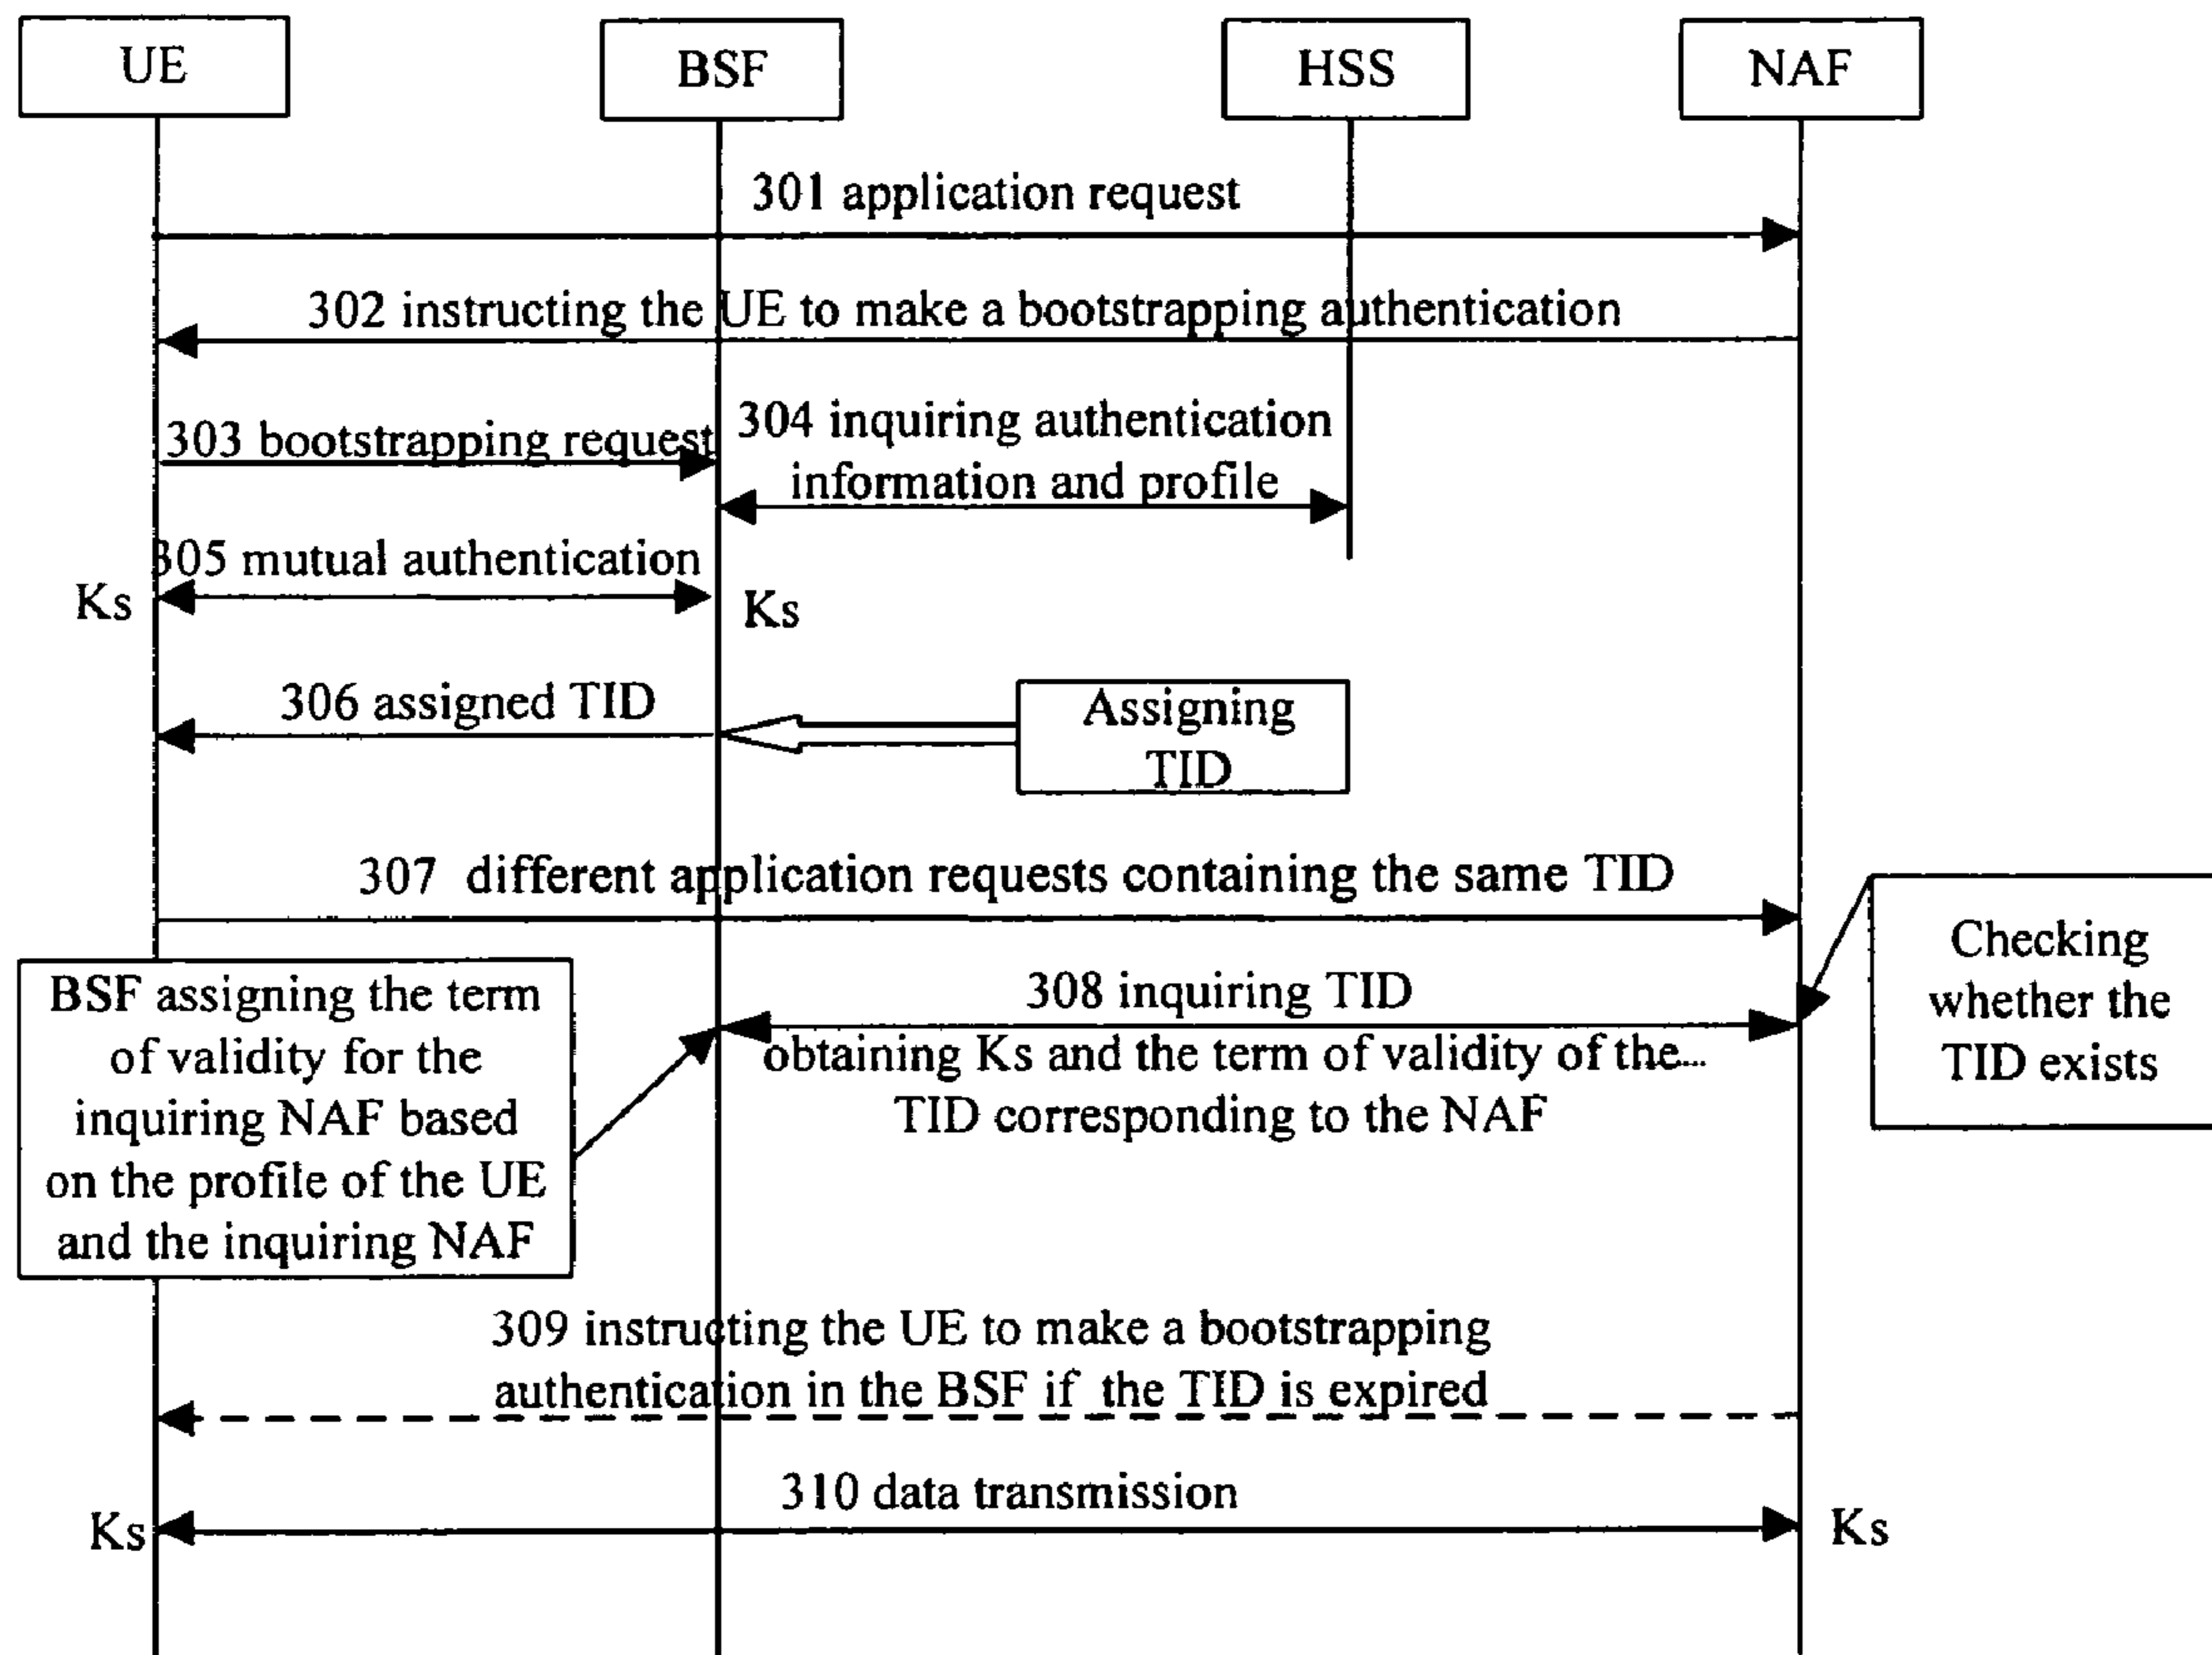 UE
BSF
HSS
NAF
301 application request
302 instructing the UE to make a bootstrapping authentication
303 bootstrapping request
304 inquiring authentication
information and profile
305 mutual authentication
Ks
Ks
306 assigned TID
Assigning
TID
307 different application requests containing the same TID
Checking
whether the
TID exists
BSF assigning the term
of validity for the
inquiring NAF based
on the profile of the UE
and the inquiring NAF
308 inquiring TID
obtaining Ks and the term of validity of the...
TID corresponding to the NAF
309 instructing the UE to make a bootstrapping
authentication in the BSF if the TID is expired
310 data transmission
Ks
Ks